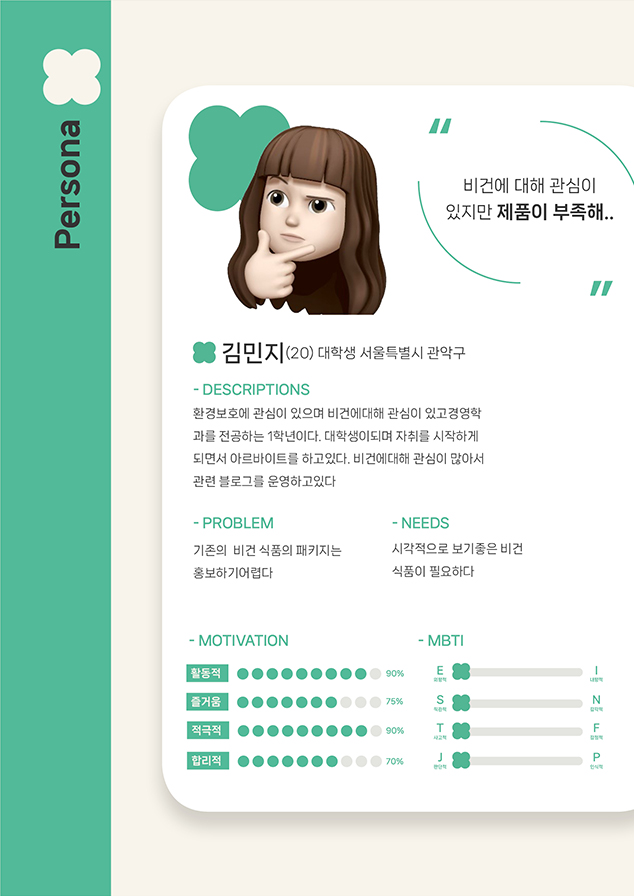 Persona
비건에 대해 관심이
있지만 제품이 부족해..
김민지(20) 대학생 서울특별시 관악구
- DESCRIPTIONS
환경보호에 관심이 있으며 비건에대해 관심이 있고경영학
과를 전공하는 1학년이다. 대학생이되며 자취를 시작하게
되면서 아르바이트를 하고있다. 비건에대해 관심이 많아서
관련 블로그를 운영하고있다
- PROBLEM
기존의 비건 식품의 패키지는
홍보하기어렵다
- NEEDS
시각적으로 보기좋은 비건
식품이 필요하다
- MOTIVATION
활동적 90%
즐거움 75%
적극적 90%
합리적 70%
- MBTI
E I
외향적 내향적
S N
직관적 감각적
T F
사고적 감정적
J P
판단적 인식적